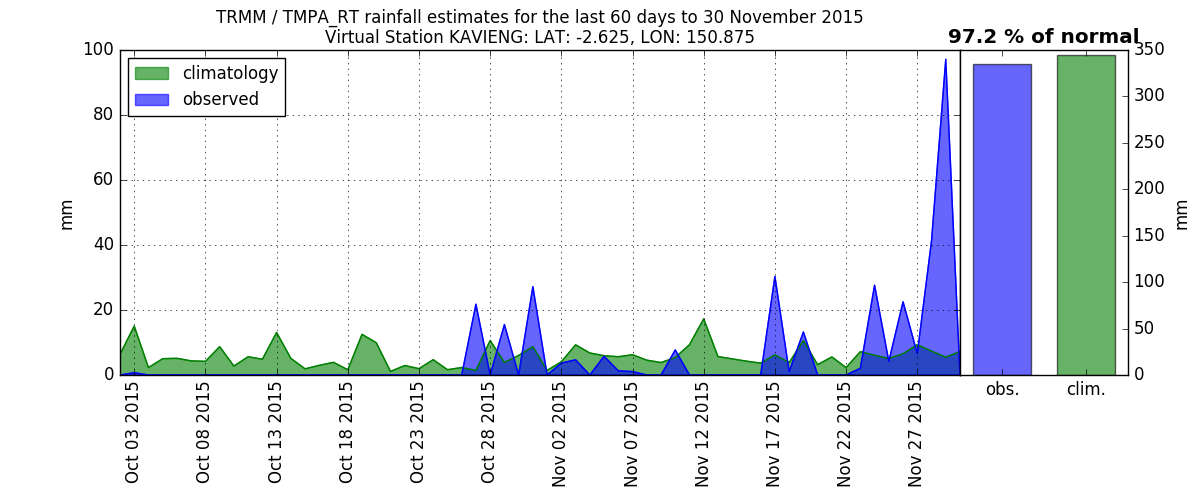 TRMM / TMPA_RT rainfall estimates for the last 60 days to 30 November 2015
Virtual Station KAVIENG: LAT: -2.625, LON: 150.875
97.2 % of normal
climatology
observed
mm
100
80
60
40
20
0
Oct 03 2015
Oct 08 2015
Oct 13 2015
Oct 18 2015
Oct 23 2015
Oct 28 2015
Nov 02 2015
Nov 07 2015
Nov 12 2015
Nov 17 2015
Nov 22 2015
Nov 27 2015
obs.
clim.
350
300
250
200
150
100
50
0
mm